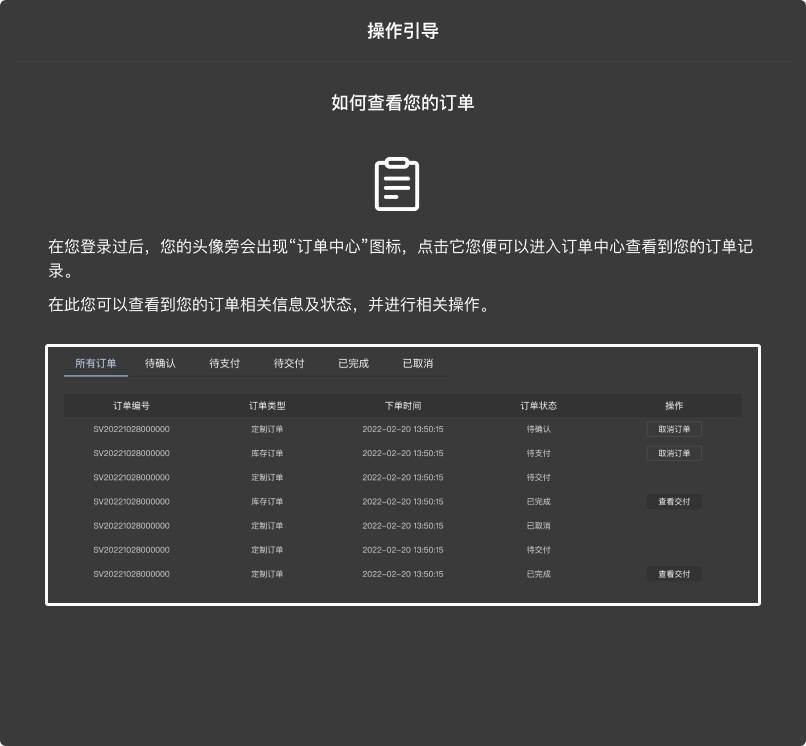 操作引导
如何查看您的订单
在您登录过后，您的头像旁会出现“订单中心”图标，点击它您便可以进入订单中心查看到您的订单记
录。
在此您可以查看到您的订单相关信息及状态，并进行相关操作。
所有订单 待确认 待支付 待交付 已完成 已取消
订单编号 订单类型 下单时间 订单状态 操作
SV20221028000000 定制订单 2022-02-20 13:50:15 待确认 取消订单
SV20221028000000 库存订单 2022-02-20 13:50:15 待支付 取消订单
SV20221028000000 定制订单 2022-02-20 13:50:15 待交付
SV20221028000000 库存订单 2022-02-20 13:50:15 已完成 查看交付
SV20221028000000 定制订单 2022-02-20 13:50:15 已取消
SV20221028000000 定制订单 2022-02-20 13:50:15 待交付
SV20221028000000 定制订单 2022-02-20 13:50:15 已完成 查看交付